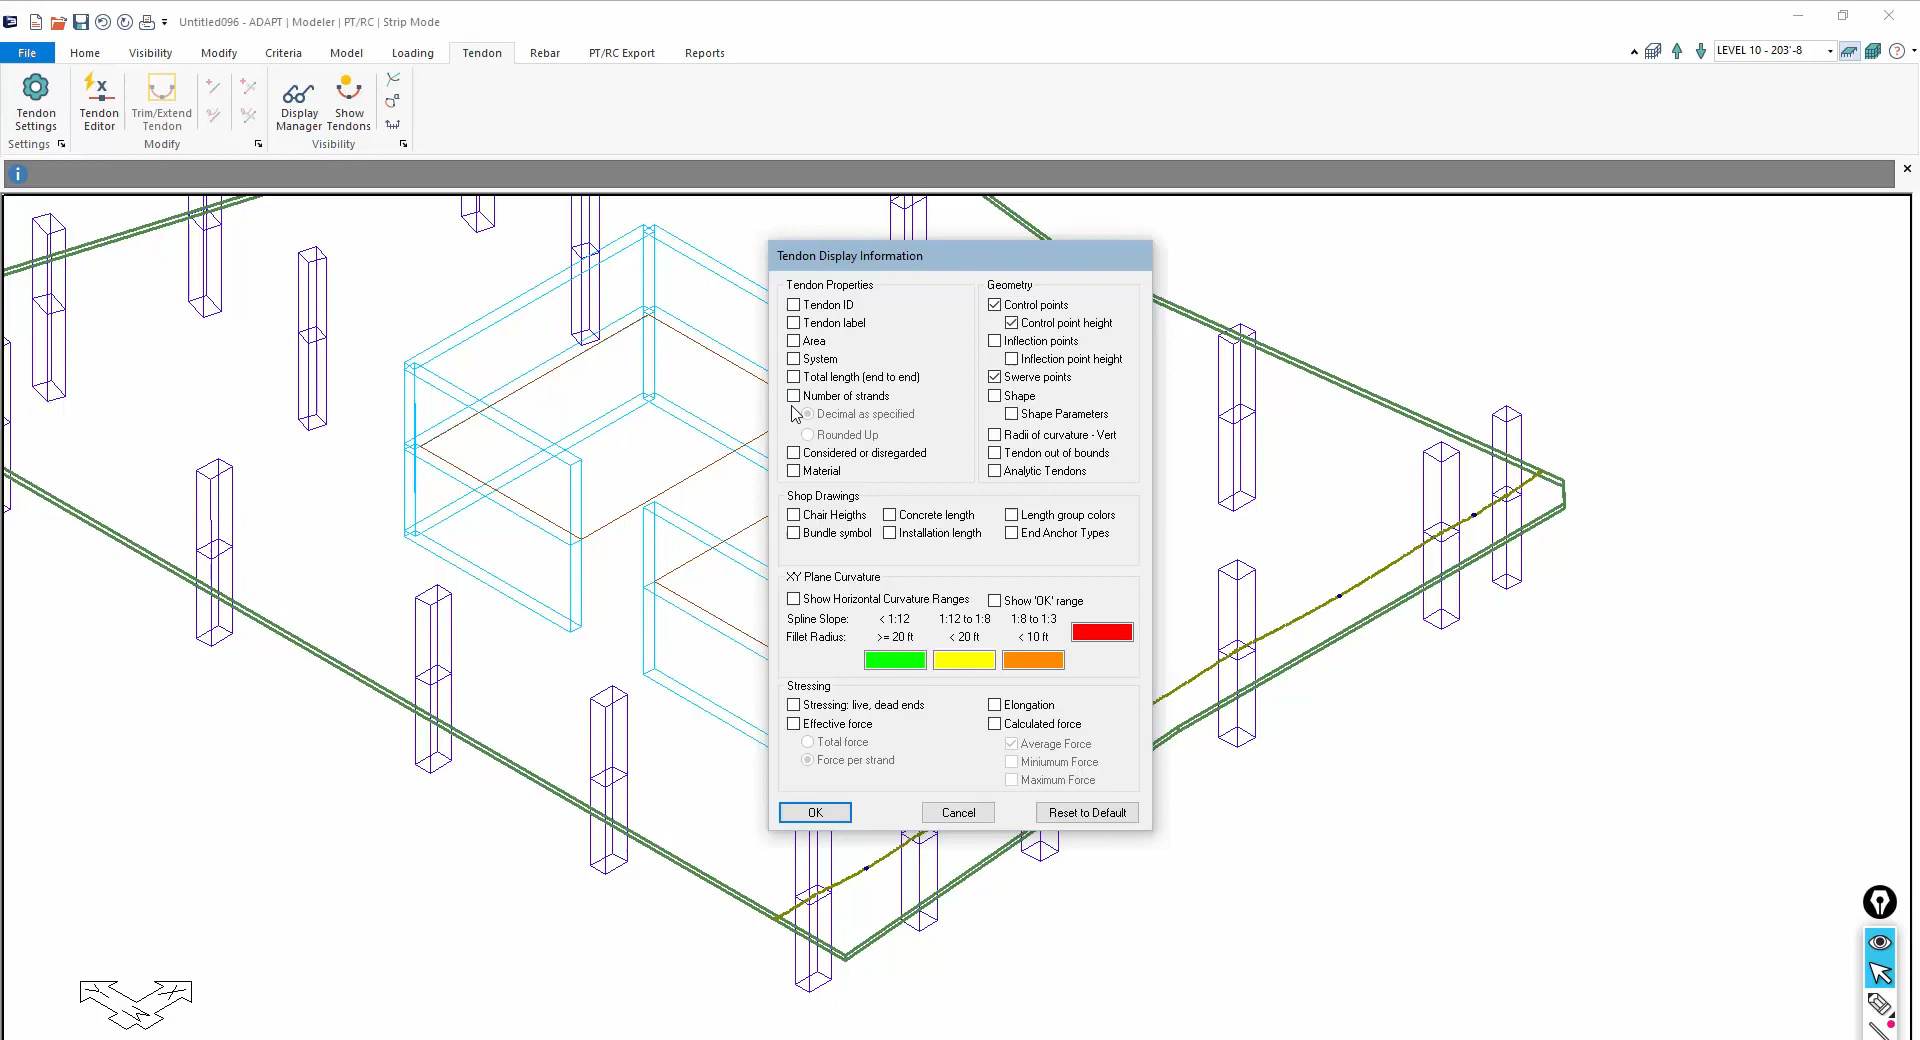 Untitled096 - ADAPT | Modeler | PT/RC | Strip Mode
File Home Visibility Modify Criteria Model Loading Tendon Rebar PT/RC Export Reports
LEVEL 10 - 203'-8
Tendon Settings
Tendon Editor
Trim/Extend Tendon
Display Manager
Show Tendons
Settings Modify Visibility
Tendon Display Information
Tendon Properties
Tendon ID
Tendon label
Area
System
Total length (end to end)
Number of strands
Decimal as specified
Rounded Up
Considered or disregarded
Material
Geometry
Control points
Control point height
Inflection points
Inflection point height
Swerve points
Shape
Shape Parameters
Radii of curvature - Vert
Tendon out of bounds
Analytic Tendons
Shop Drawings
Chair Heigths Concrete length Length group colors
Bundle symbol Installation length End Anchor Types
XY Plane Curvature
Show Horizontal Curvature Ranges Show 'OK' range
Spline Slope: < 1:12 1:12 to 1:8 1:8 to 1:3
Fillet Radius: >= 20 ft < 20 ft < 10 ft
Stressing
Stressing: live, dead ends
Effective force
Total force
Force per strand
Elongation
Calculated force
Average Force
Miniumum Force
Maximum Force
OK Cancel Reset to Default